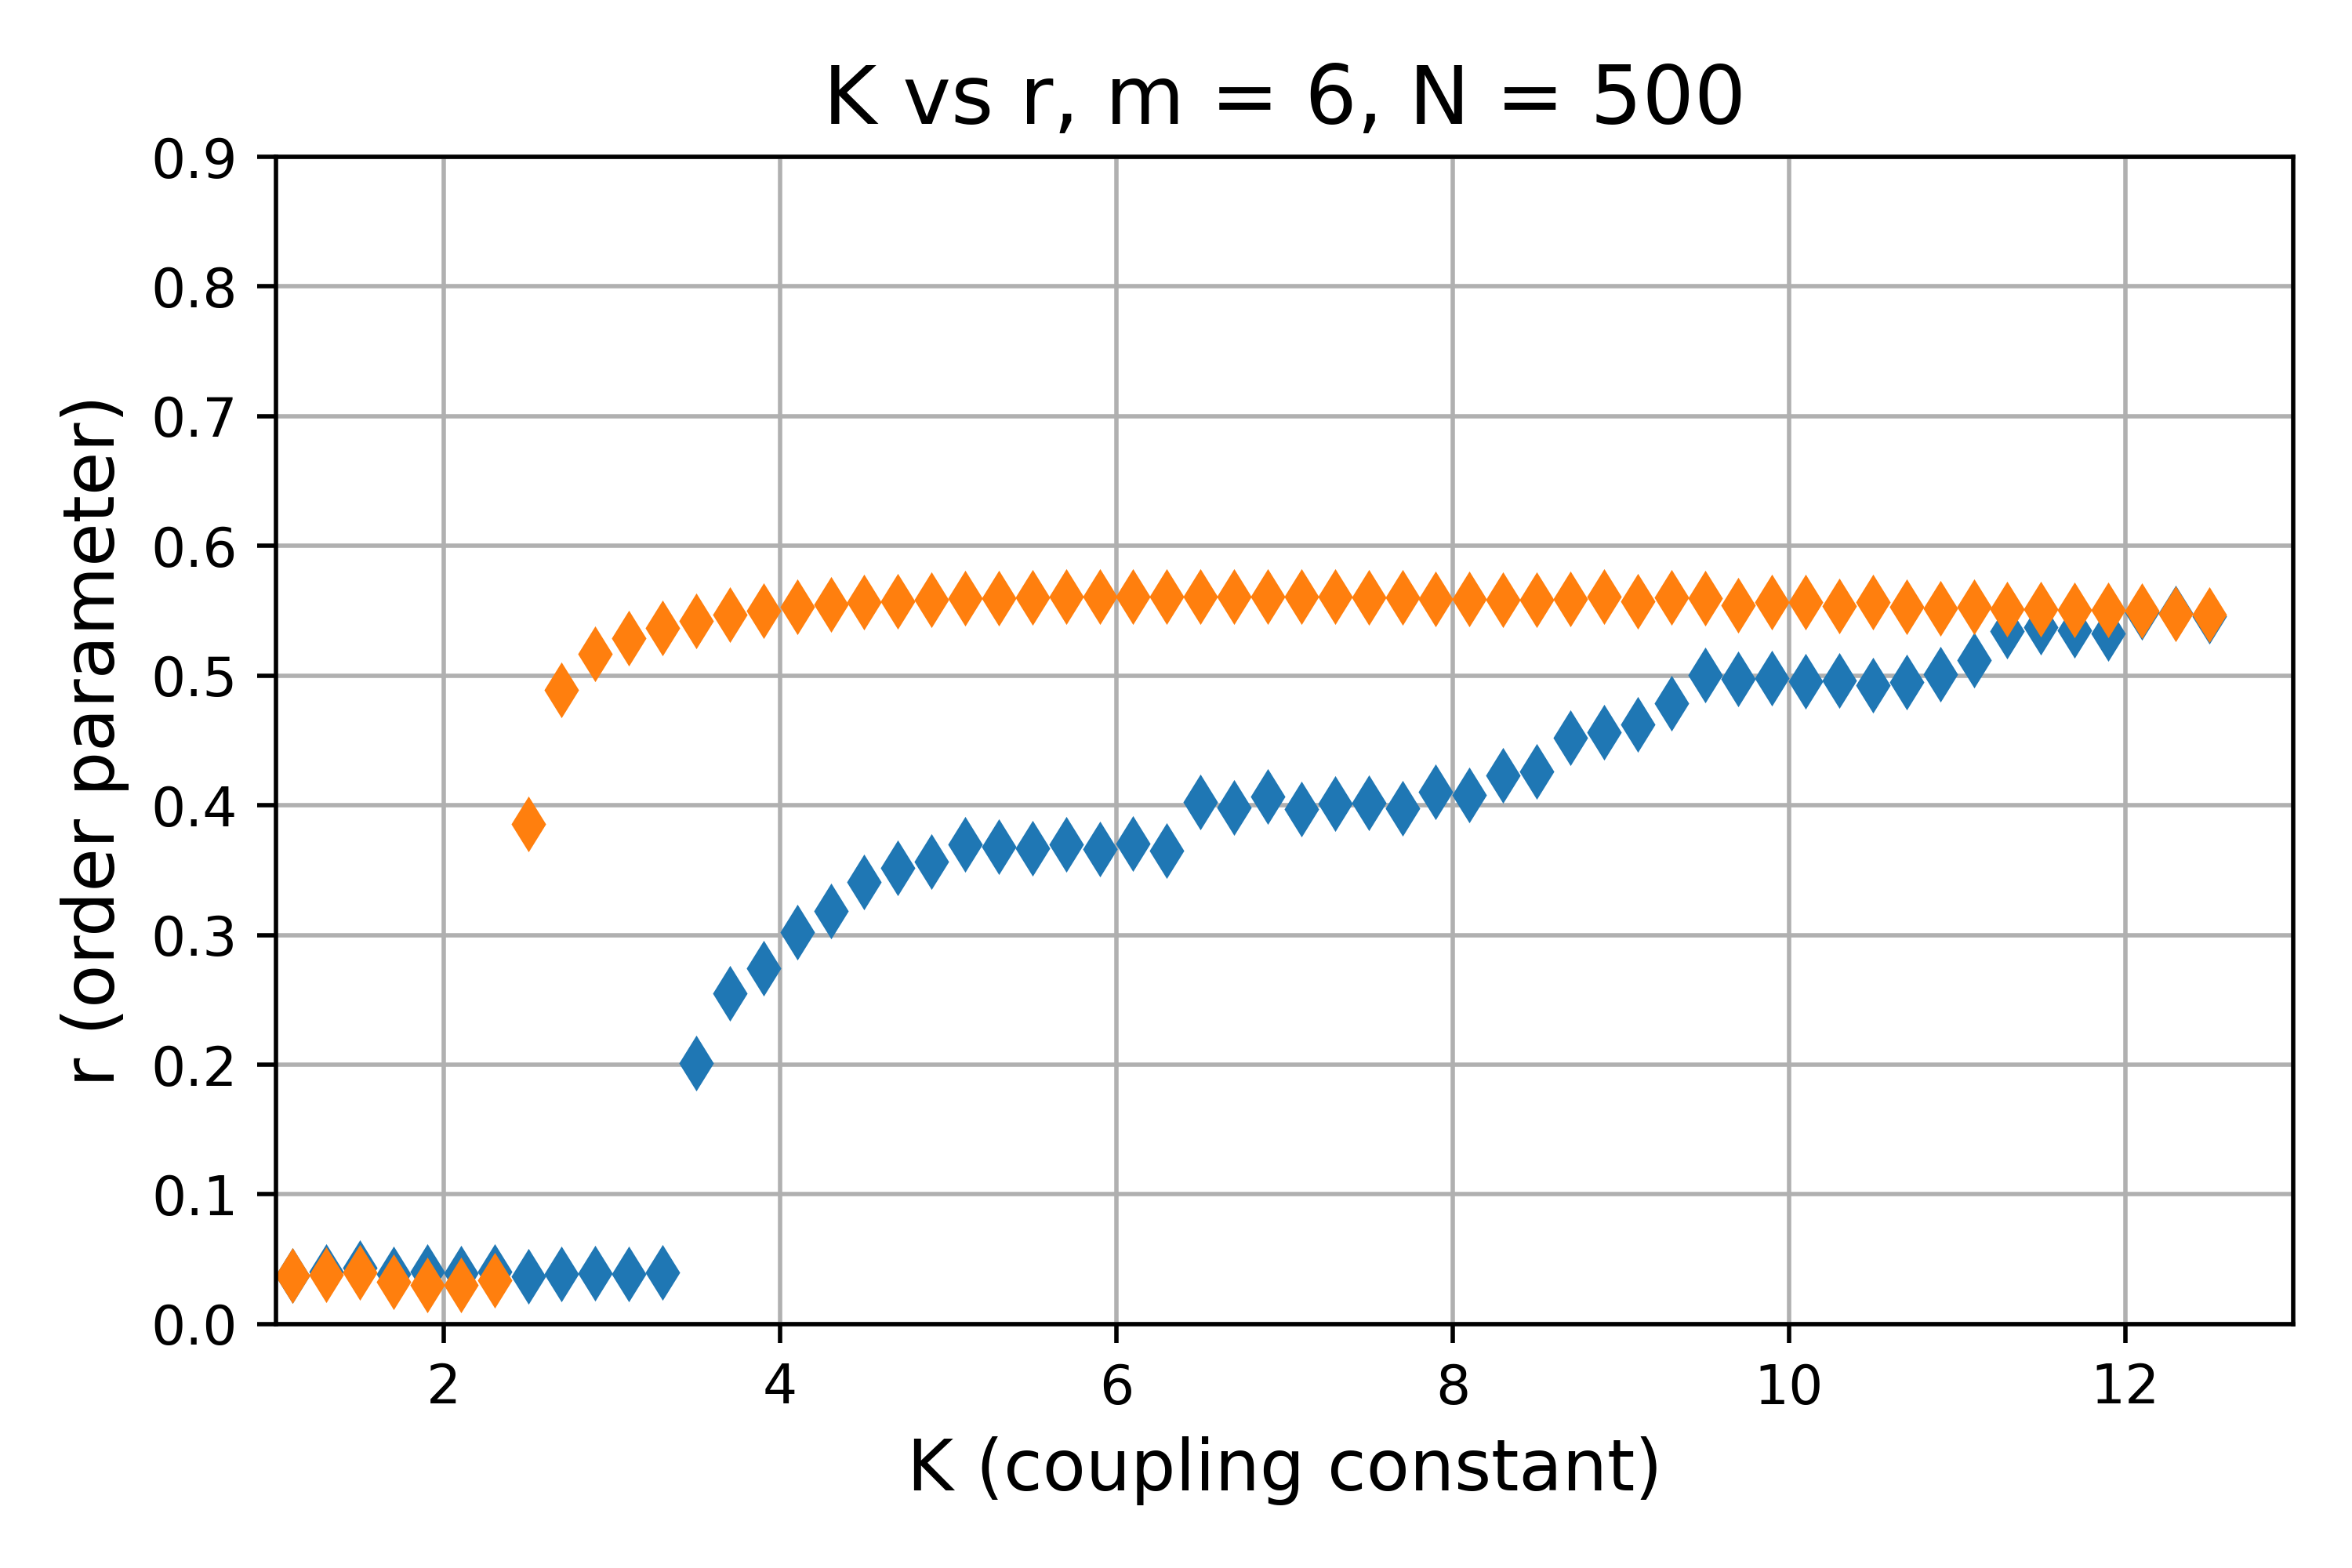 K vs r, m = 6, N = 500
r (order parameter)
0.9
0.8
0.7
0.6
0.5
0.4
0.3
0.2
0.1
0.0
2 4 6 8 10 12
K (coupling constant)